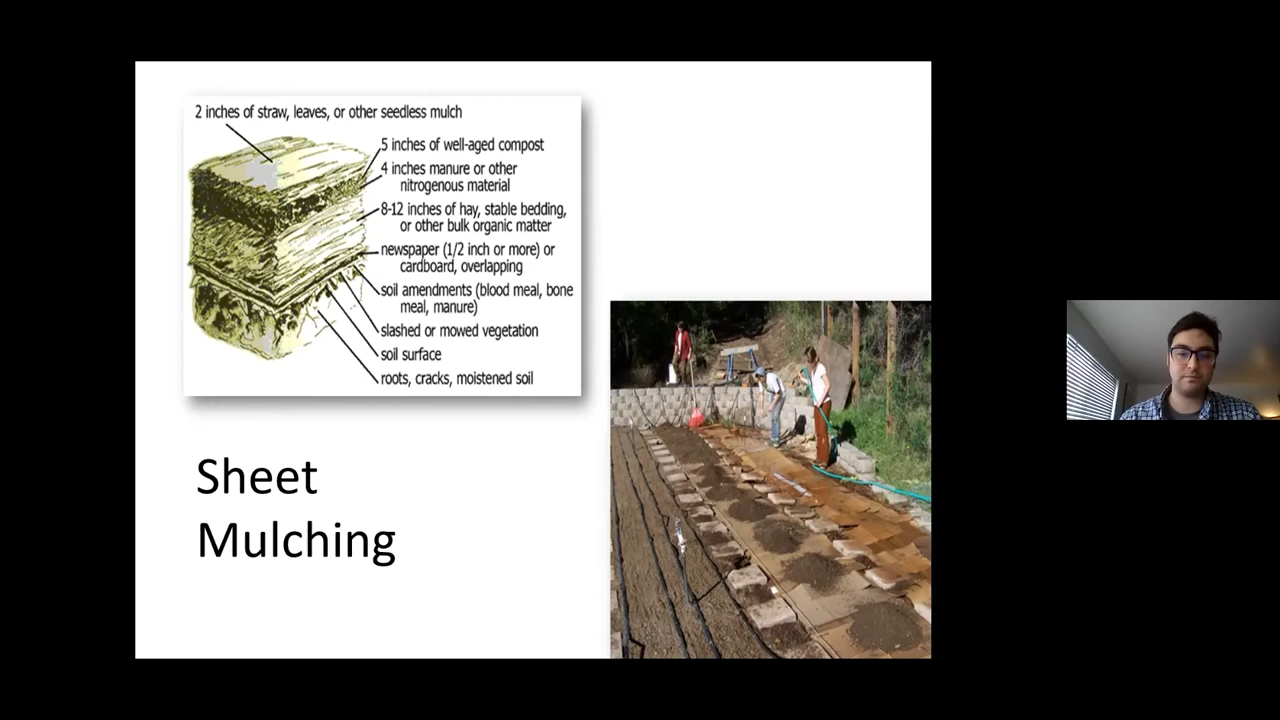 2 inches of straw, leaves, or other seedless mulch
5 inches of well-aged compost
4 inches manure or other
nitrogenous material
8-12 inches of hay, stable bedding,
or other bulk organic matter
newspaper (1/2 inch or more) or
cardboard, overlapping
soil amendments (blood meal, bone
meal, manure)
slashed or mowed vegetation
soil surface
roots, cracks, moistened soil
Sheet
Mulching